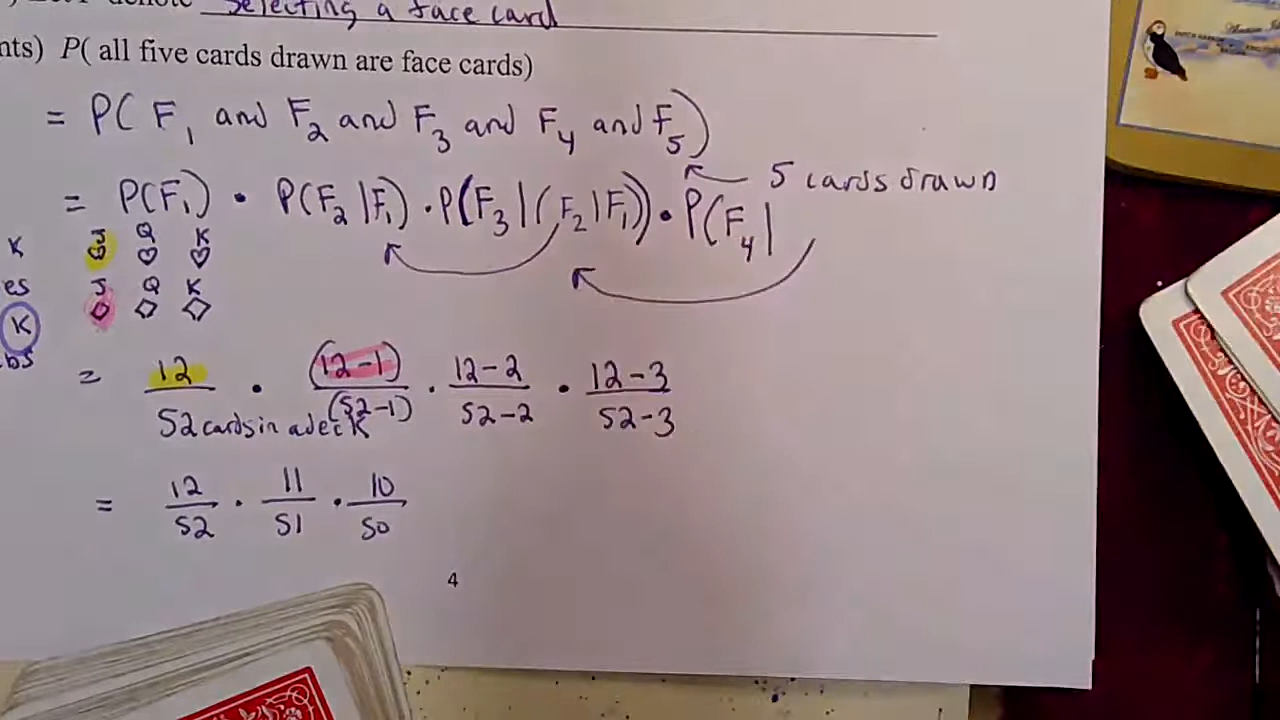 denote Selecting a face card
nts) P( all five cards drawn are face cards)
= P( F₁ and F₂ and F₃ and F₄ and F₅)
5 cards drawn
= P(F₁) · P(F₂|F₁) · P(F₃|(F₂|F₁)) · P(F₄|
K J Q K
♡ ♡ ♡
es J Q K
K ◇ ◇ ◇
bs
= 12/52 cards in a deck · (12-1)/(52-1) · 12-2/52-2 · 12-3/52-3
= 12/52 · 11/51 · 10/50
4